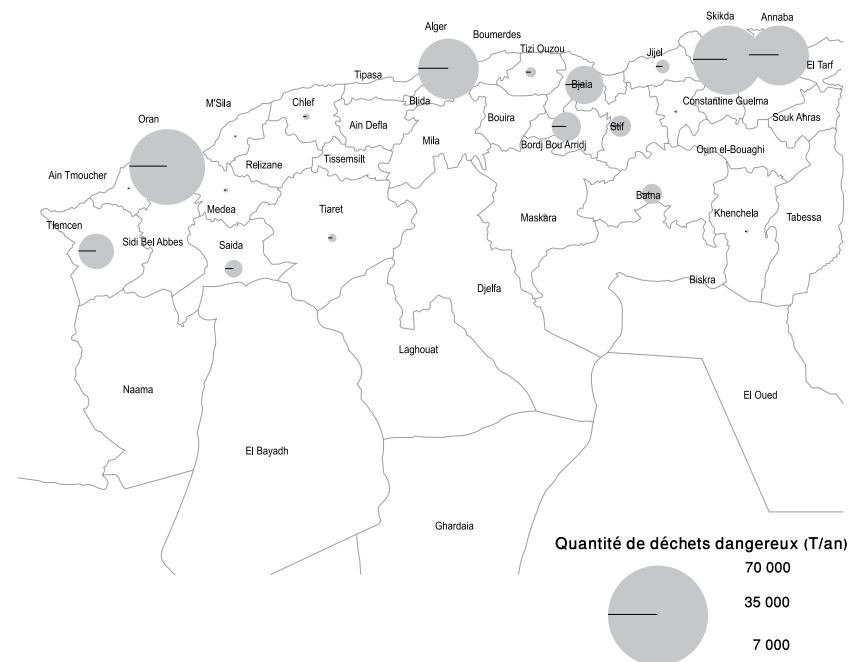 Skikda
Annaba
Alger
Boumerdes
Tizi Ouzou
Jijel
El Tarf
Tipasa
Bjaia
M'Sila
Chlef
Blida
Constantine Guelma
Oran
Ain Defla
Bouira
Stif
Souk Ahras
Mila
Bordj Bou Arridj
Oum el-Bouaghi
Tissemsilt
Relizane
Ain Tmoucher
Medea
Tiaret
Batna
Maskara
Khenchela
Tabessa
Tlemcen
Sidi Bel Abbes
Saida
Biskra
Djelfa
Laghouat
Naama
El Oued
El Bayadh
Ghardaia
Quantité de déchets dangereux (T/an)
70 000
35 000
7 000